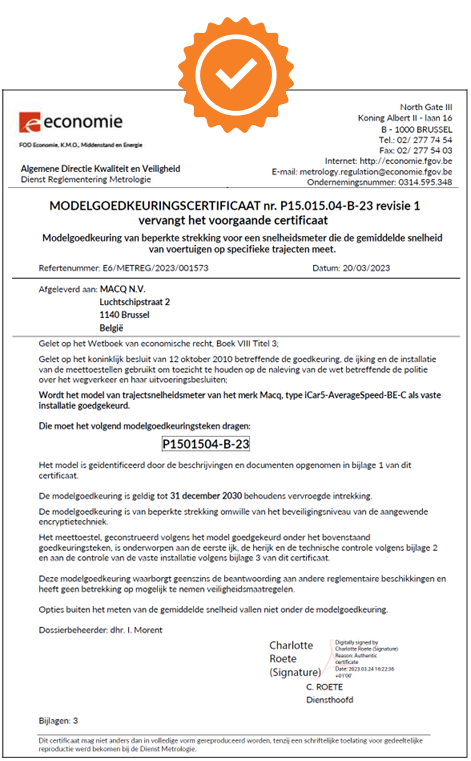 North Gate III
Koning Albert II - laan 16
B - 1000 BRUSSEL
Tel.: 02/ 277 74 54
Fax: 02/ 277 54 03
Internet: http://economie.fgov.be
E-mail: metrology.regulation@economie.fgov.be
Ondernemingsnummer: 0314.595.348
economie
FOD Economie, K.M.O., Middenstand en Energie
Algemene Directie Kwaliteit en Veiligheid
Dienst Reglementering Metrologie
MODELGOEDKEURINGSCERTIFICAAT nr. P15.015.04-B-23 revisie 1
vervangt het voorgaande certificaat
Modelgoedkeuring van beperkte strekking voor een snelheidsmeter die de gemiddelde snelheid
van voertuigen op specifieke trajecten meet.
Refertenummer: E6/METREG/2023/001573 Datum: 20/03/2023
Afgeleverd aan: MACQ N.V.
Luchtschipstraat 2
1140 Brussel
België
Gelet op het Wetboek van economische recht, Boek VIII Titel 3;
Gelet op het koninklijk besluit van 12 oktober 2010 betreffende de goedkeuring, de ijking en de installatie
van de meettoestellen gebruikt om toezicht te houden op de naleving van de wet betreffende de politie
over het wegverkeer en haar uitvoeringsbesluiten;
Wordt het model van trajectsnelheidsmeter van het merk Macq, type iCar5-AverageSpeed-BE-C als vaste
installatie goedgekeurd.
Die moet het volgend modelgoedkeuringsteken dragen:
P1501504-B-23
Het model is geïdentificeerd door de beschrijvingen en documenten opgenomen in bijlage 1 van dit
certificaat.
De modelgoedkeuring is geldig tot 31 december 2030 behoudens vervroegde intrekking.
De modelgoedkeuring is van beperkte strekking omwille van het beveiligingsniveau van de aangewende
encryptietechniek.
Het meettoestel, geconstrueerd volgens het model goedgekeurd onder het bovenstaand
goedkeuringsteken, is onderworpen aan de eerste ijk, de herijk en de technische controle volgens bijlage 2
en aan de controle van de vaste installatie volgens bijlage 3 van dit certificaat.
Deze modelgoedkeuring waarborgt geenszins de beantwoording aan andere reglementaire beschikkingen en
heeft geen betrekking op mogelijk te nemen veiligheidsmaatregelen.
Opties buiten het meten van de gemiddelde snelheid vallen niet onder de modelgoedkeuring.
Dossierbeheerder: dhr. I. Morent
Charlotte
Roete
(Signature)
Digitally signed by
Charlotte Roete (Signature)
Reason: Authentic
certificate
Date: 2023.03.24 16:22:36
+01'00'
C. ROETE
Diensthoofd
Bijlagen: 3
Dit certificaat mag niet anders dan in volledige vorm gereproduceerd worden, tenzij een schriftelijke toelating voor gedeeltelijke
reproductie werd bekomen bij de Dienst Metrologie.